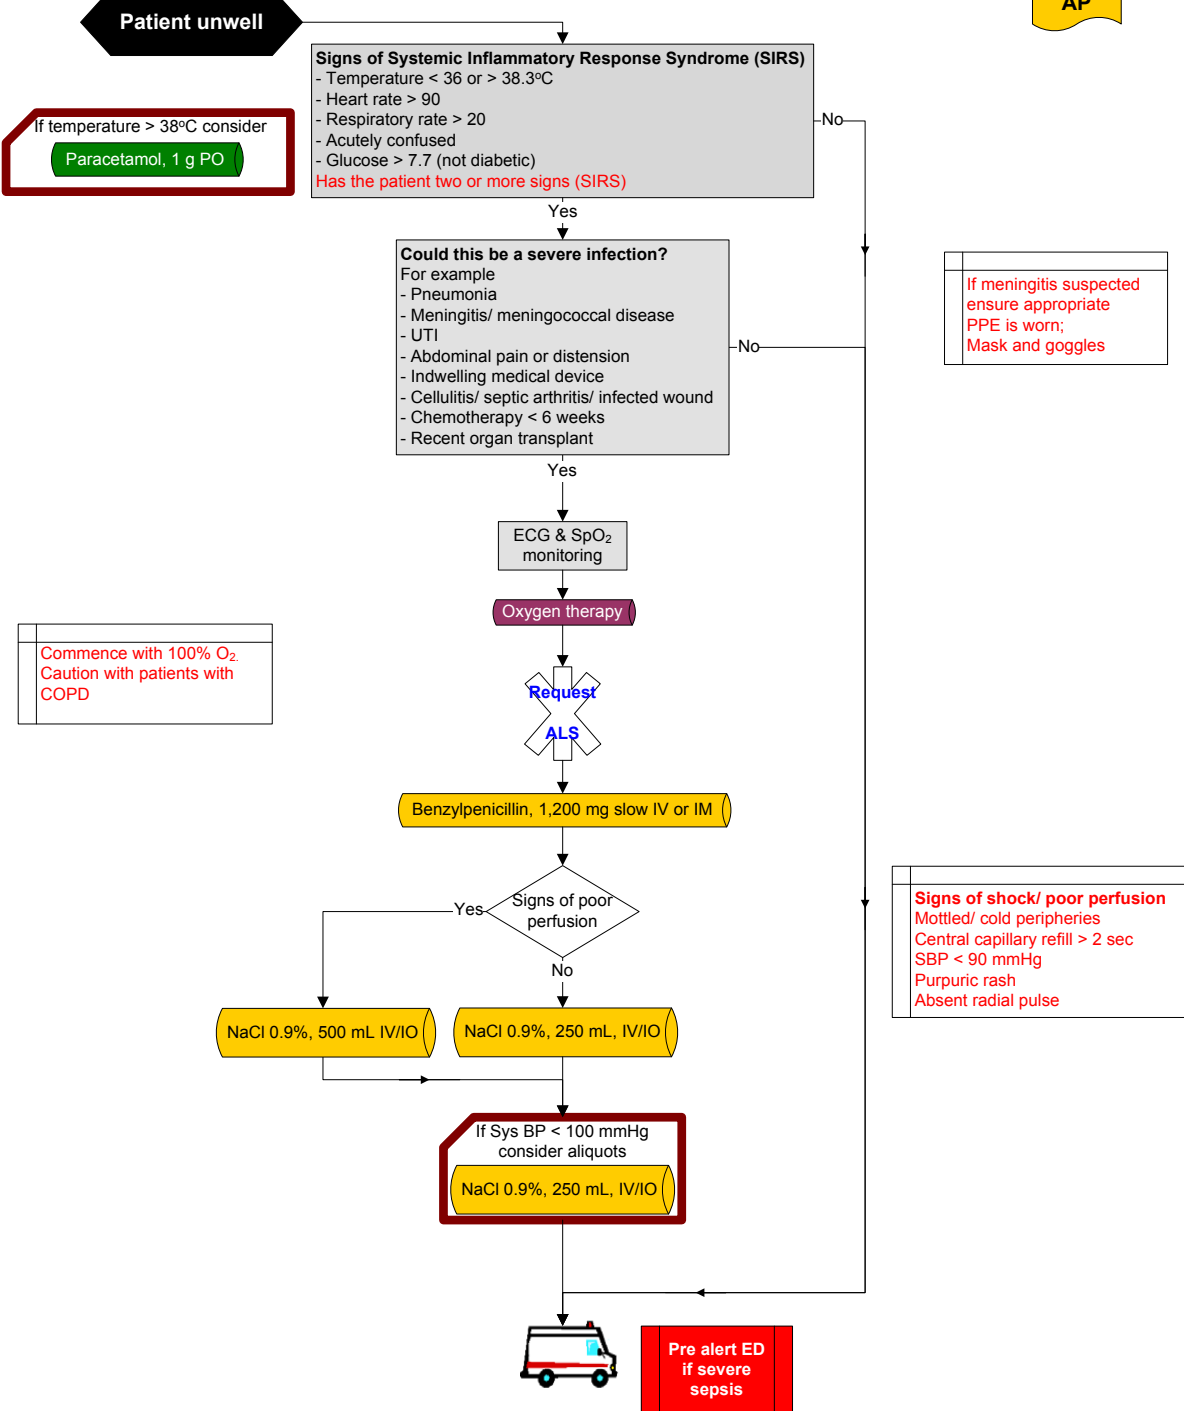 Patient unwell
AP
Signs of Systemic Inflammatory Response Syndrome (SIRS)
- Temperature < 36 or > 38.3°C
- Heart rate > 90
- Respiratory rate > 20
- Acutely confused
- Glucose > 7.7 (not diabetic)
Has the patient two or more signs (SIRS)
No
If temperature > 38°C consider
Paracetamol, 1 g PO
Yes
Could this be a severe infection?
For example
- Pneumonia
- Meningitis/ meningococcal disease
- UTI
- Abdominal pain or distension
- Indwelling medical device
- Cellulitis/ septic arthritis/ infected wound
- Chemotherapy < 6 weeks
- Recent organ transplant
No
If meningitis suspected
ensure appropriate
PPE is worn;
Mask and goggles
Yes
ECG & SpO₂
monitoring
Oxygen therapy
Commence with 100% O₂.
Caution with patients with
COPD
Request
ALS
Benzylpenicillin, 1,200 mg slow IV or IM
Signs of poor
perfusion
Yes
No
Signs of shock/ poor perfusion
Mottled/ cold peripheries
Central capillary refill > 2 sec
SBP < 90 mmHg
Purpuric rash
Absent radial pulse
NaCl 0.9%, 500 mL IV/IO
NaCl 0.9%, 250 mL, IV/IO
If Sys BP < 100 mmHg
consider aliquots
NaCl 0.9%, 250 mL, IV/IO
Pre alert ED
if severe
sepsis